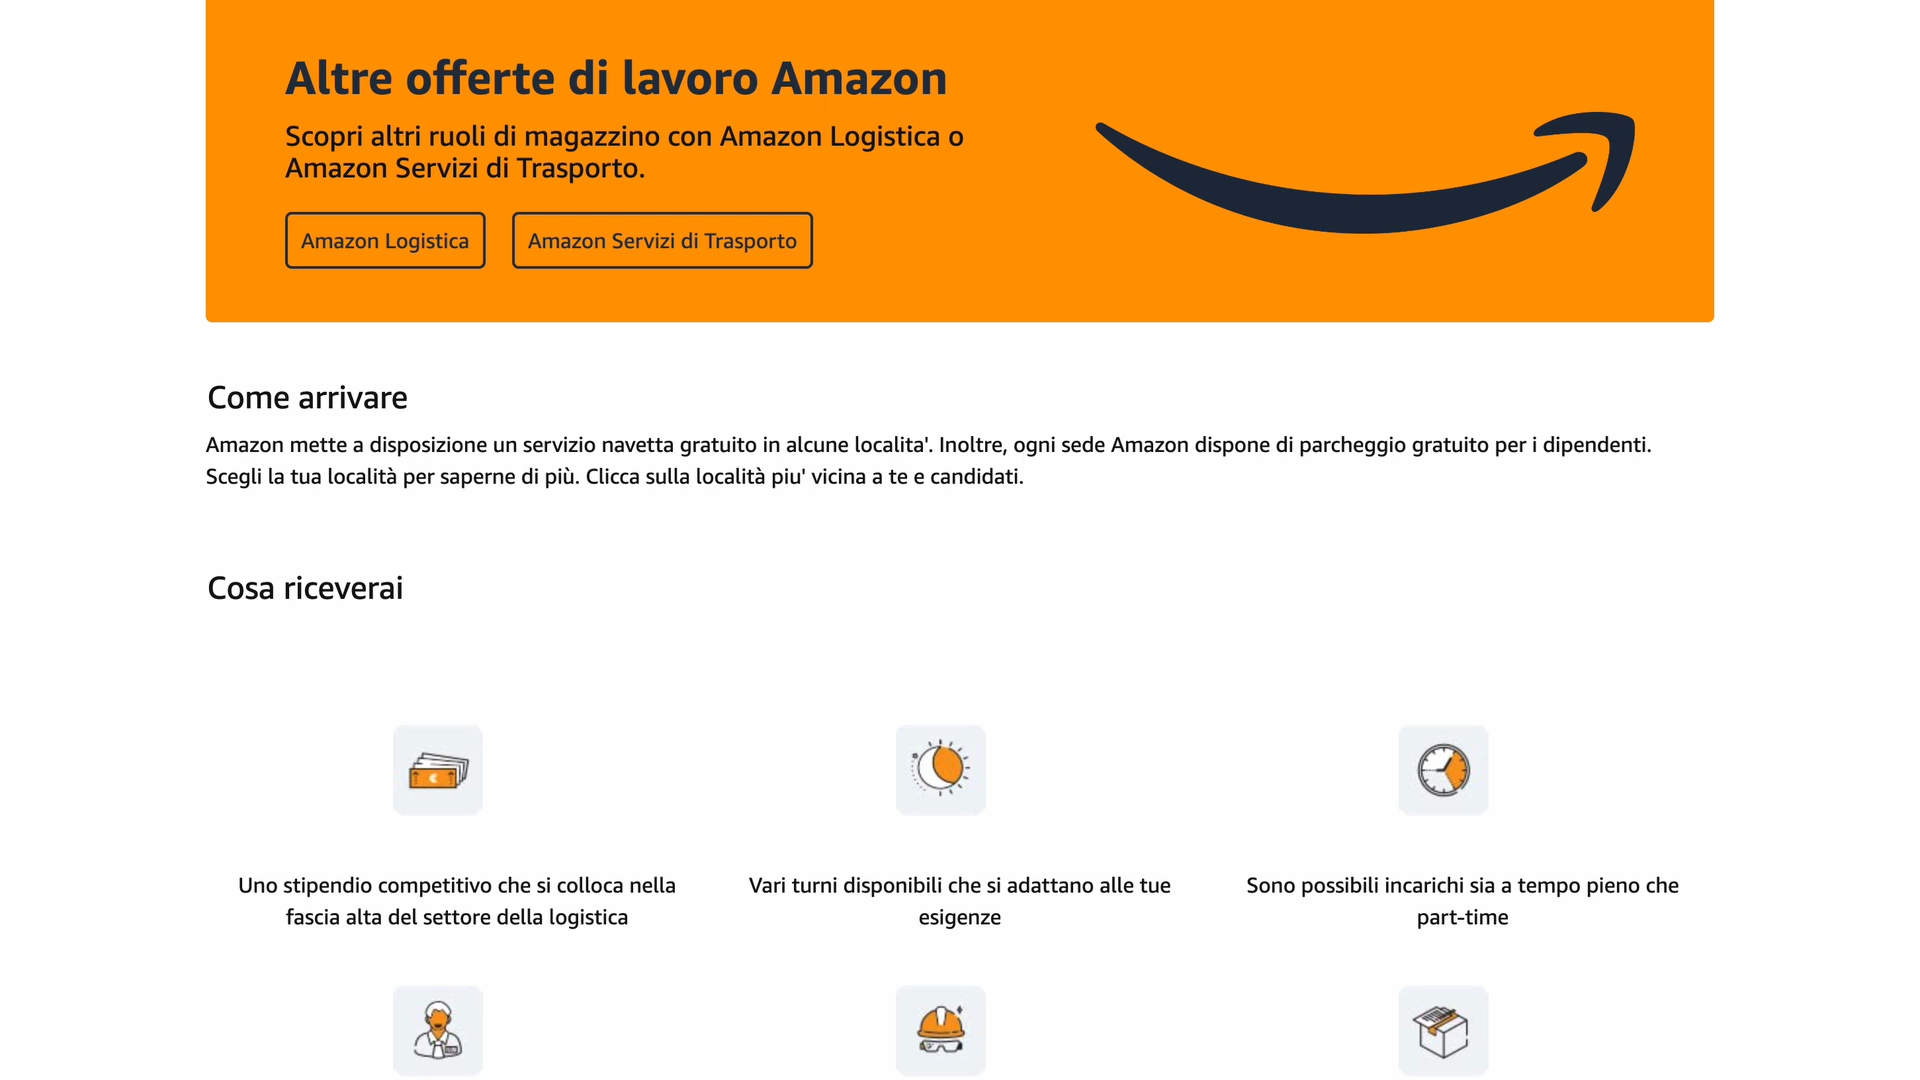 Altre offerte di lavoro Amazon
Scopri altri ruoli di magazzino con Amazon Logistica o
Amazon Servizi di Trasporto.
Amazon Logistica
Amazon Servizi di Trasporto
Come arrivare
Amazon mette a disposizione un servizio navetta gratuito in alcune localita'. Inoltre, ogni sede Amazon dispone di parcheggio gratuito per i dipendenti.
Scegli la tua località per saperne di più. Clicca sulla località piu' vicina a te e candidati.
Cosa riceverai
Uno stipendio competitivo che si colloca nella
fascia alta del settore della logistica
Vari turni disponibili che si adattano alle tue
esigenze
Sono possibili incarichi sia a tempo pieno che
part-time